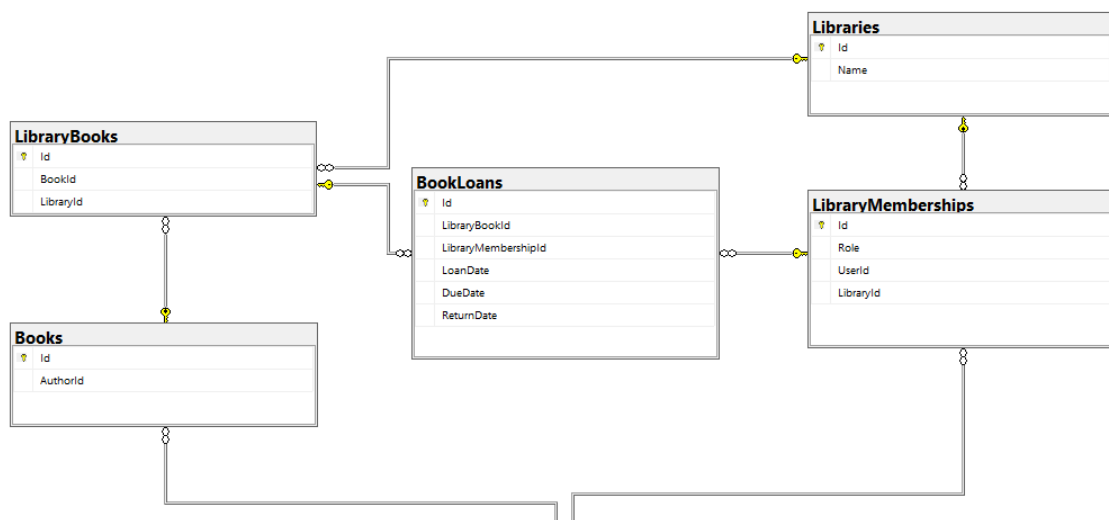 Libraries
Id
Name
LibraryBooks
Id
BookId
LibraryId
BookLoans
Id
LibraryBookId
LibraryMembershipId
LoanDate
DueDate
ReturnDate
LibraryMemberships
Id
Role
UserId
LibraryId
Books
Id
AuthorId